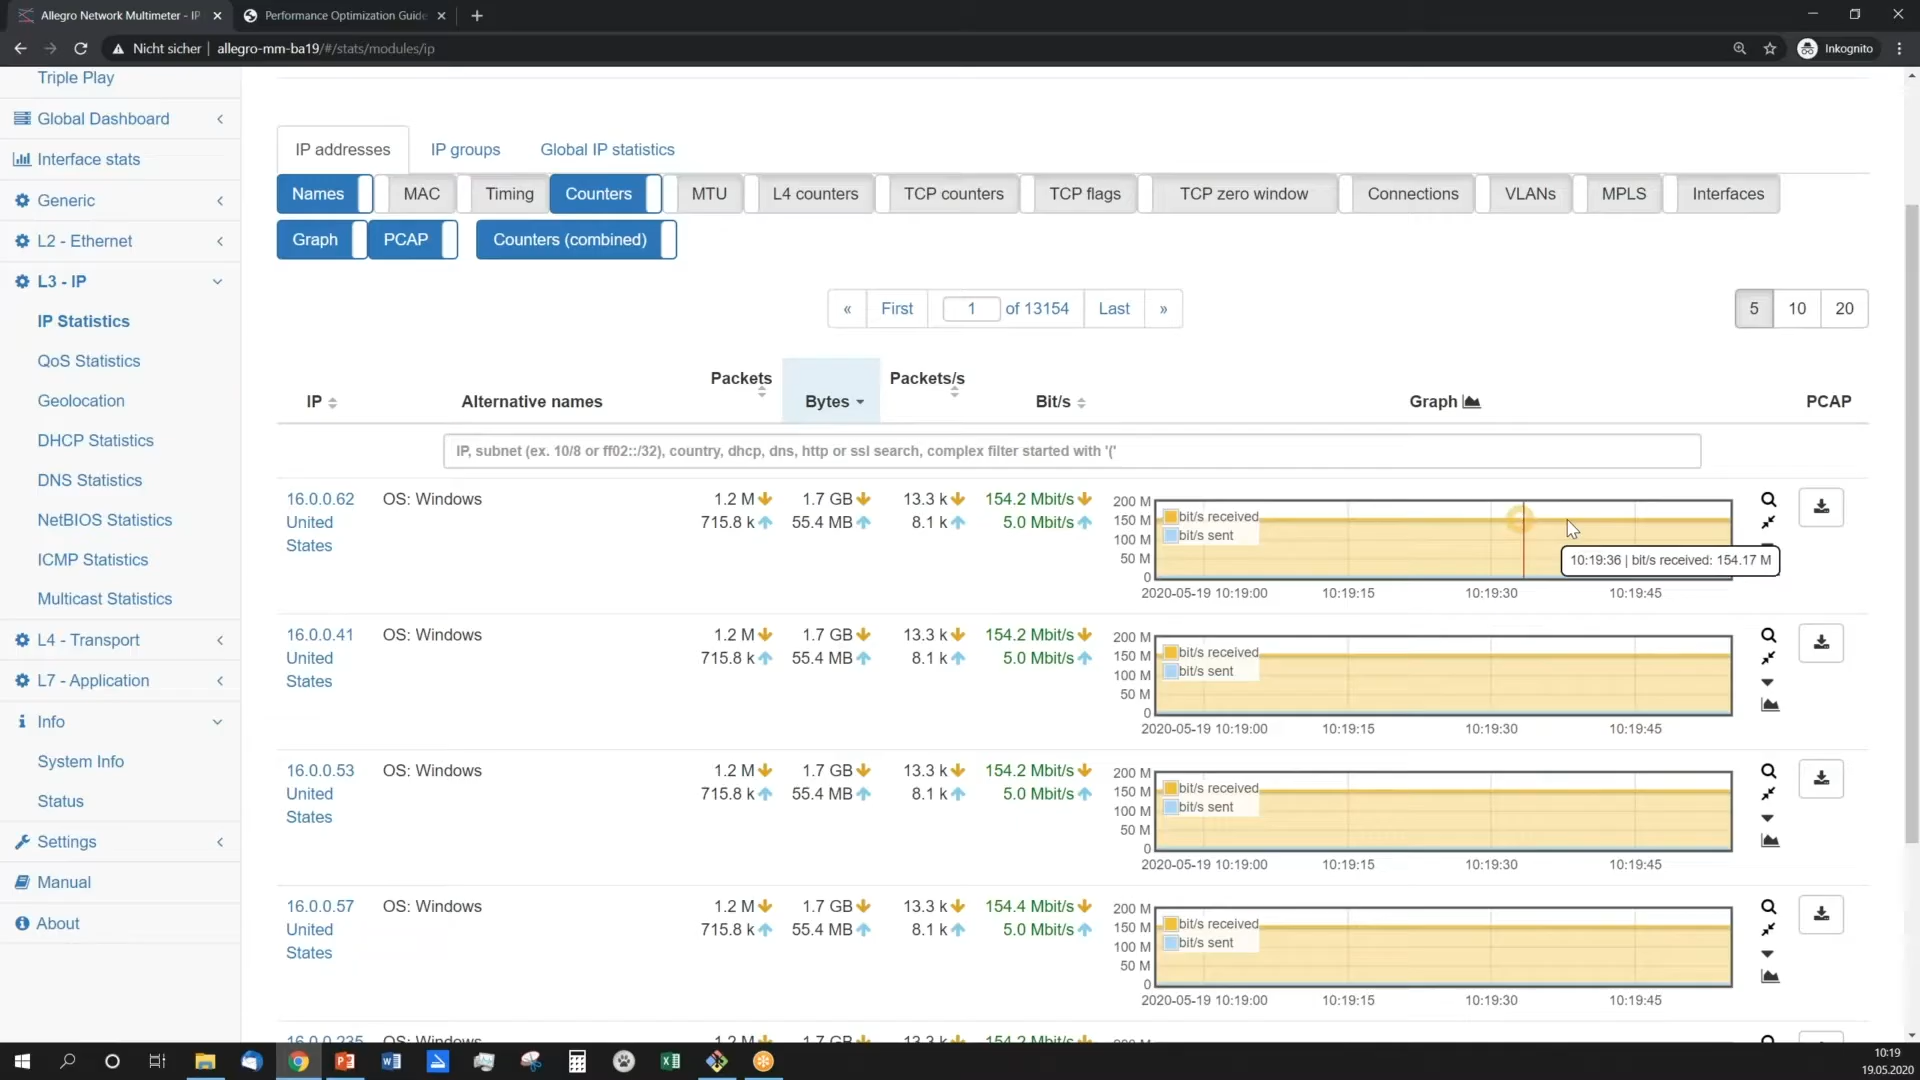 Allegro Network Multimeter - IP
Performance Optimization Guide
Nicht sicher | allegro-mm-ba19/#/stats/modules/ip
Inkognito
Triple Play
Global Dashboard
Interface stats
Generic
L2 - Ethernet
L3 - IP
IP Statistics
QoS Statistics
Geolocation
DHCP Statistics
DNS Statistics
NetBIOS Statistics
ICMP Statistics
Multicast Statistics
L4 - Transport
L7 - Application
Info
System Info
Status
Settings
Manual
About
IP addresses IP groups Global IP statistics
Names MAC Timing Counters MTU L4 counters TCP counters TCP flags TCP zero window Connections VLANs MPLS Interfaces
Graph PCAP Counters (combined)
« First 1 of 13154 Last »
5 10 20
IP Alternative names Packets Bytes Packets/s Bit/s Graph PCAP
IP, subnet (ex. 10/8 or ff02::/32), country, dhcp, dns, http or ssl search, complex filter started with '('
16.0.0.62 OS: Windows 1.2 M 1.7 GB 13.3 k 154.2 Mbit/s
United 715.8 k 55.4 MB 8.1 k 5.0 Mbit/s
States
200 M
150 M
100 M
50 M
0
bit/s received
bit/s sent
10:19:36 | bit/s received: 154.17 M
2020-05-19 10:19:00 10:19:15 10:19:30 10:19:45
16.0.0.41 OS: Windows 1.2 M 1.7 GB 13.3 k 154.2 Mbit/s
United 715.8 k 55.4 MB 8.1 k 5.0 Mbit/s
States
200 M
150 M
100 M
50 M
0
bit/s received
bit/s sent
2020-05-19 10:19:00 10:19:15 10:19:30 10:19:45
16.0.0.53 OS: Windows 1.2 M 1.7 GB 13.3 k 154.2 Mbit/s
United 715.8 k 55.4 MB 8.1 k 5.0 Mbit/s
States
200 M
150 M
100 M
50 M
0
bit/s received
bit/s sent
2020-05-19 10:19:00 10:19:15 10:19:30 10:19:45
16.0.0.57 OS: Windows 1.2 M 1.7 GB 13.3 k 154.4 Mbit/s
United 715.8 k 55.4 MB 8.1 k 5.0 Mbit/s
States
200 M
150 M
100 M
50 M
0
bit/s received
bit/s sent
2020-05-19 10:19:00 10:19:15 10:19:30 10:19:45
16.0.0.235 OS: Windows 1.2 M 1.7 GB 13.3 k 154.2 Mbit/s
200 M
10:19
19.05.2020